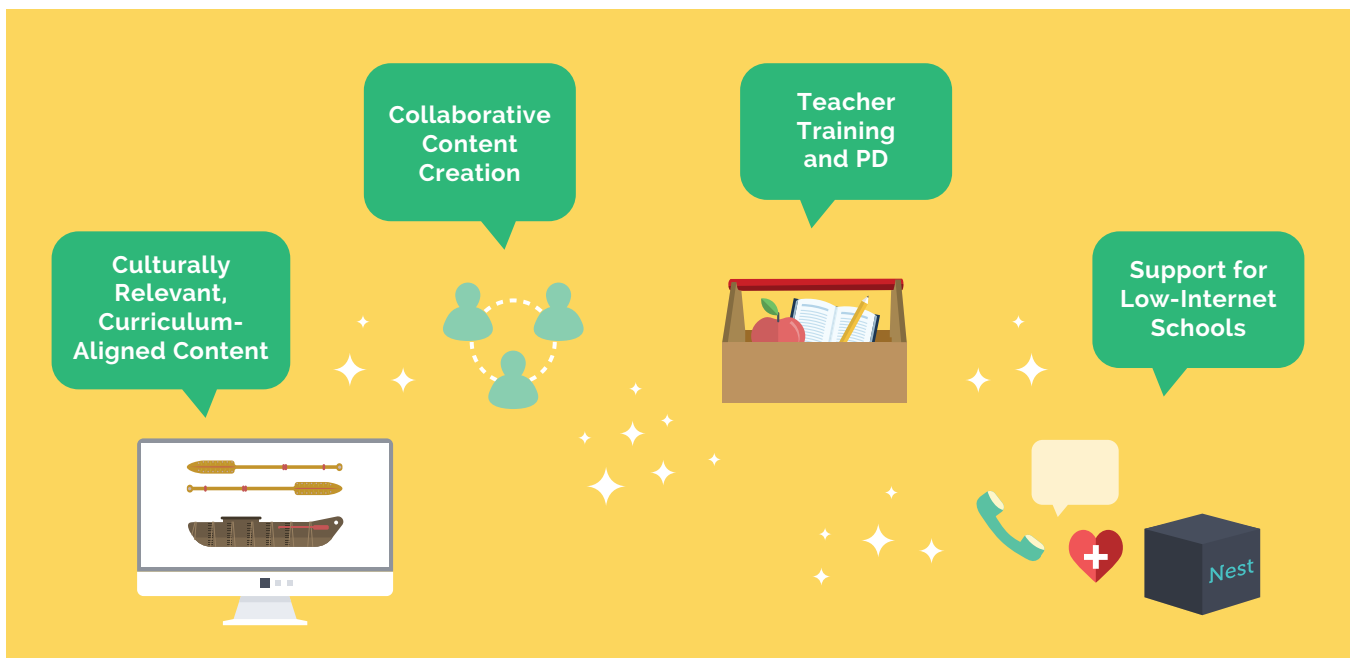 Collaborative
Content
Creation
Teacher
Training
and PD
Culturally
Relevant,
Curriculum-
Aligned Content
Support for
Low-Internet
Schools
Nest